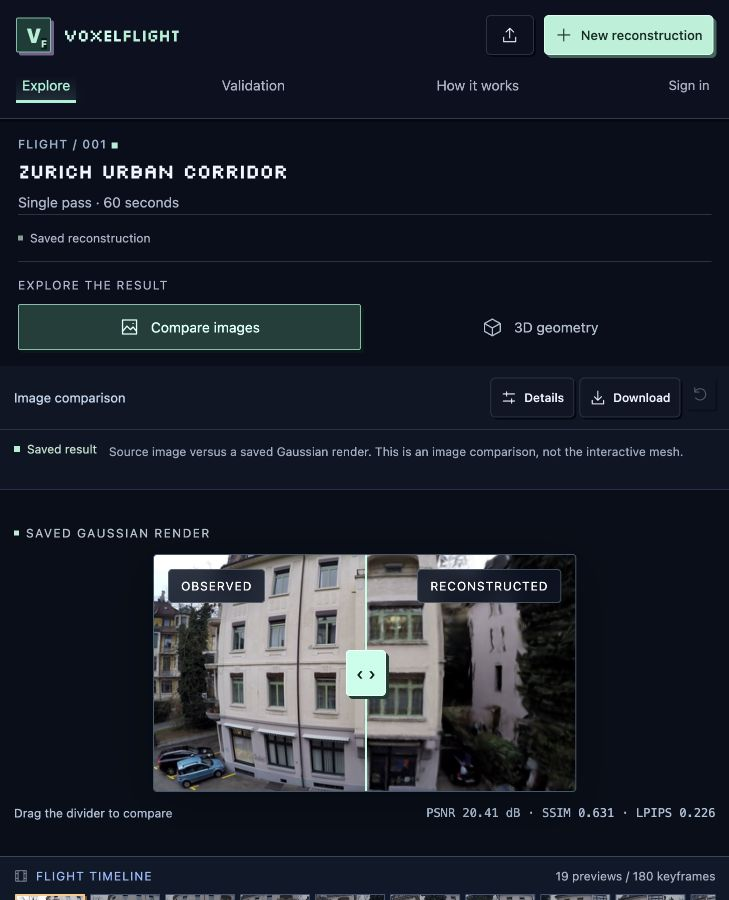 VF VOXELFLIGHT
New reconstruction
Explore Validation How it works Sign in
FLIGHT / 001
ZURICH URBAN CORRIDOR
Single pass · 60 seconds
Saved reconstruction
EXPLORE THE RESULT
Compare images 3D geometry
Image comparison Details Download
Saved result Source image versus a saved Gaussian render. This is an image comparison, not the interactive mesh.
SAVED GAUSSIAN RENDER
OBSERVED RECONSTRUCTED
Drag the divider to compare PSNR 20.41 dB · SSIM 0.631 · LPIPS 0.226
FLIGHT TIMELINE 19 previews / 180 keyframes